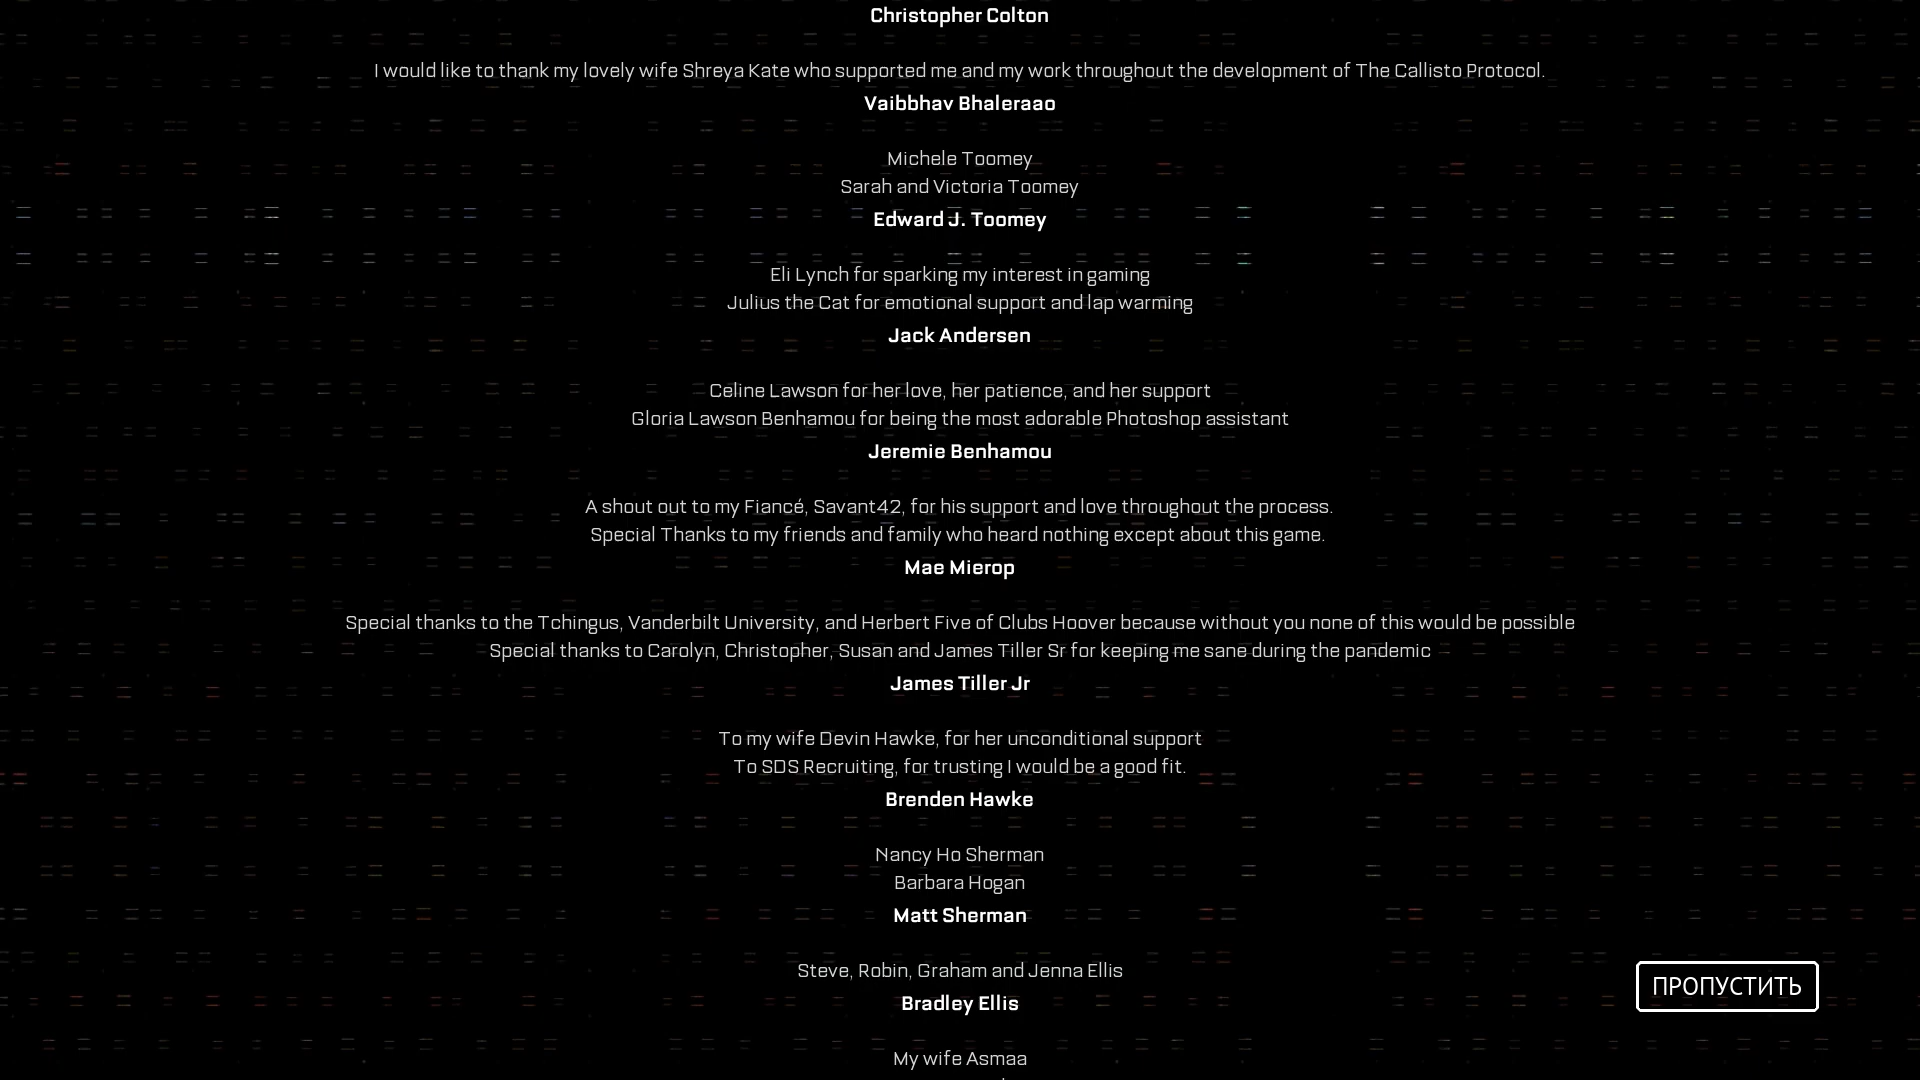 Christopher Colton
I would like to thank my lovely wife Shreya Kate who supported me and my work throughout the development of The Callisto Protocol.
Vaibbhav Bhaleraao
Michele Toomey
Sarah and Victoria Toomey
Edward J. Toomey
Eli Lynch for sparking my interest in gaming
Julius the Cat for emotional support and lap warming
Jack Andersen
Celine Lawson for her love, her patience, and her support
Gloria Lawson Benhamou for being the most adorable Photoshop assistant
Jeremie Benhamou
A shout out to my Fiancé, Savant42, for his support and love throughout the process.
Special Thanks to my friends and family who heard nothing except about this game.
Mae Mierop
Special thanks to the Tchingus, Vanderbilt University, and Herbert Five of Clubs Hoover because without you none of this would be possible
Special thanks to Carolyn, Christopher, Susan and James Tiller Sr for keeping me sane during the pandemic
James Tiller Jr
To my wife Devin Hawke, for her unconditional support
To SDS Recruiting, for trusting I would be a good fit.
Brenden Hawke
Nancy Ho Sherman
Barbara Hogan
Matt Sherman
Steve, Robin, Graham and Jenna Ellis
Bradley Ellis
ПРОПУСТИТЬ
My wife Asmaa